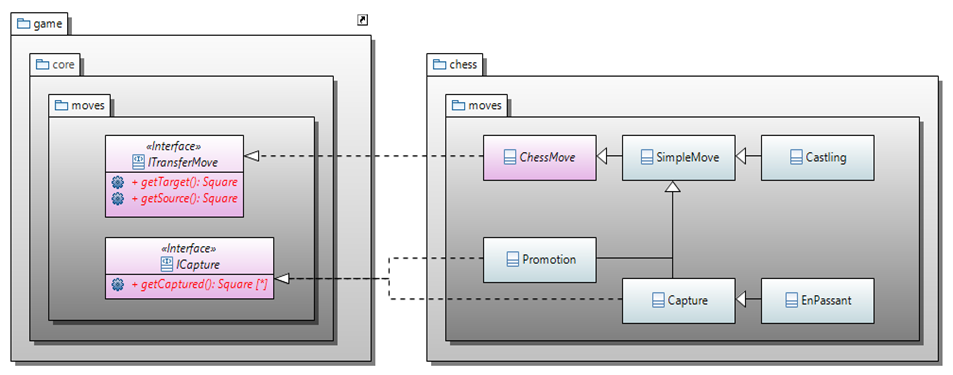 game
core
chess
moves
moves
«Interface»
ITransferMove
+ getTarget(): Square
+ getSource(): Square
ChessMove
SimpleMove
Castling
«Interface»
ICapture
+ getCaptured(): Square [*]
Promotion
Capture
EnPassant